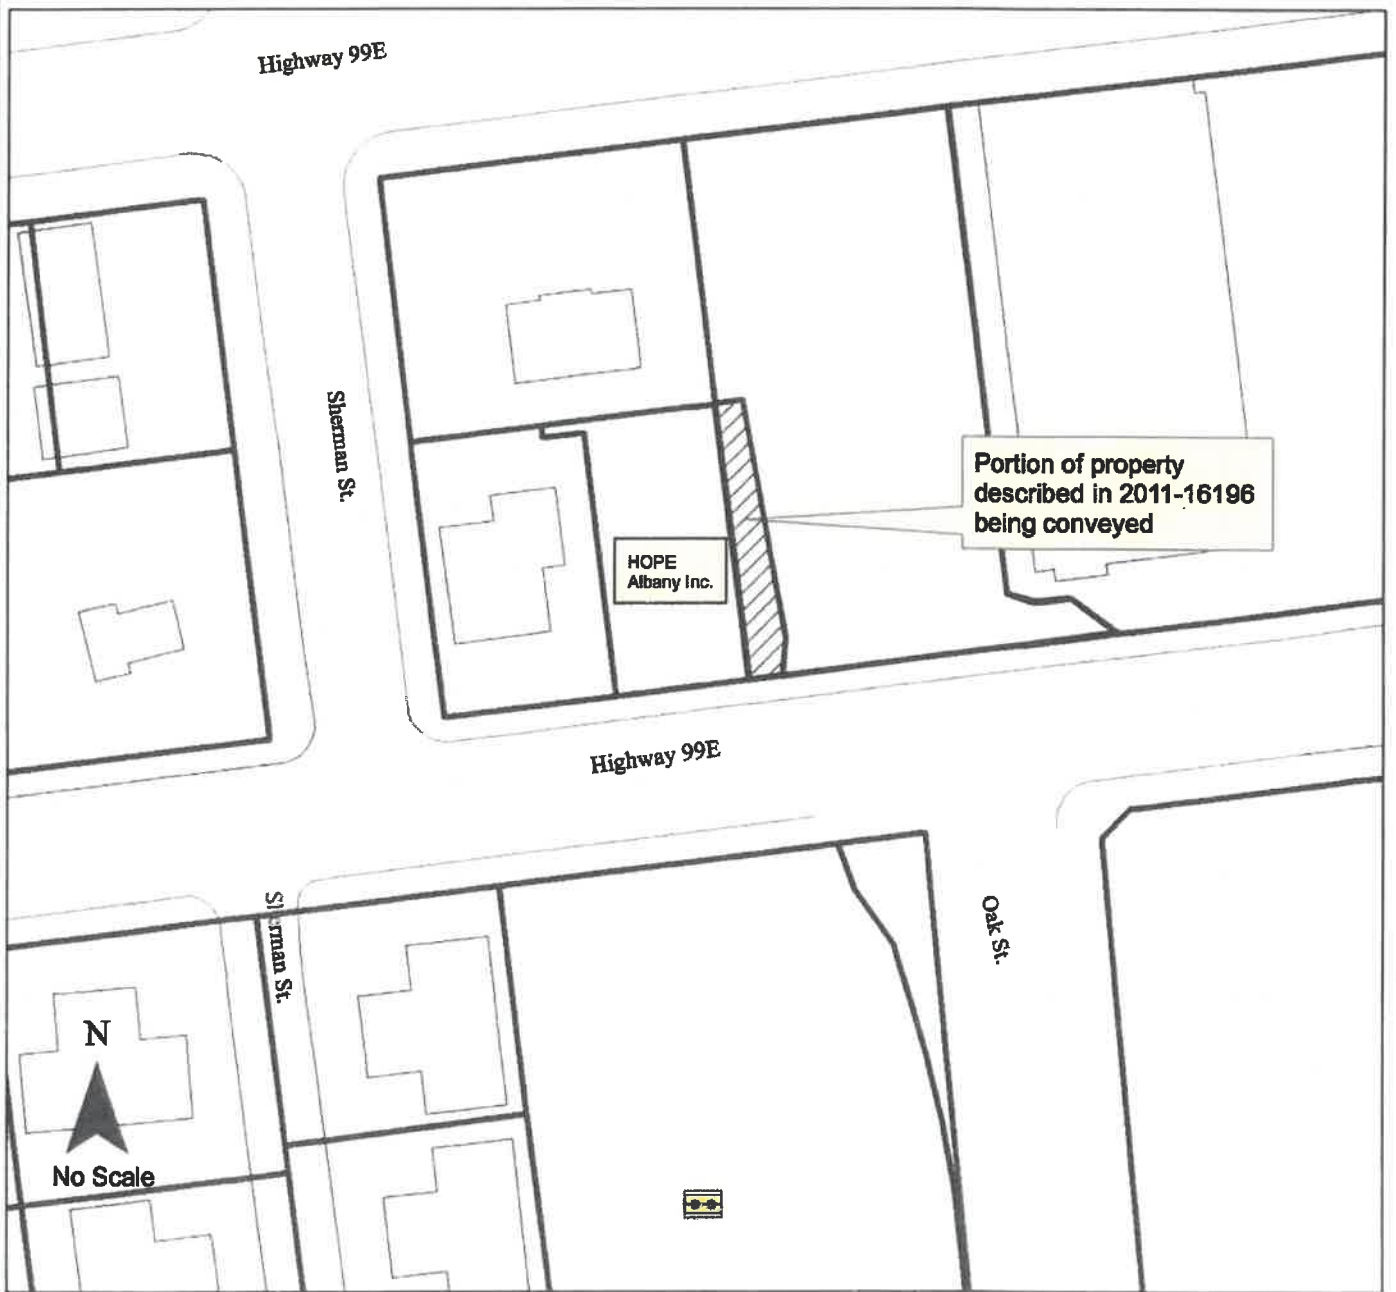 Highway 99E
Sherman St.
Portion of property
described in 2011-16196
being conveyed
HOPE
Albany Inc.
Highway 99E
Sherman St.
Oak St.
N
No Scale